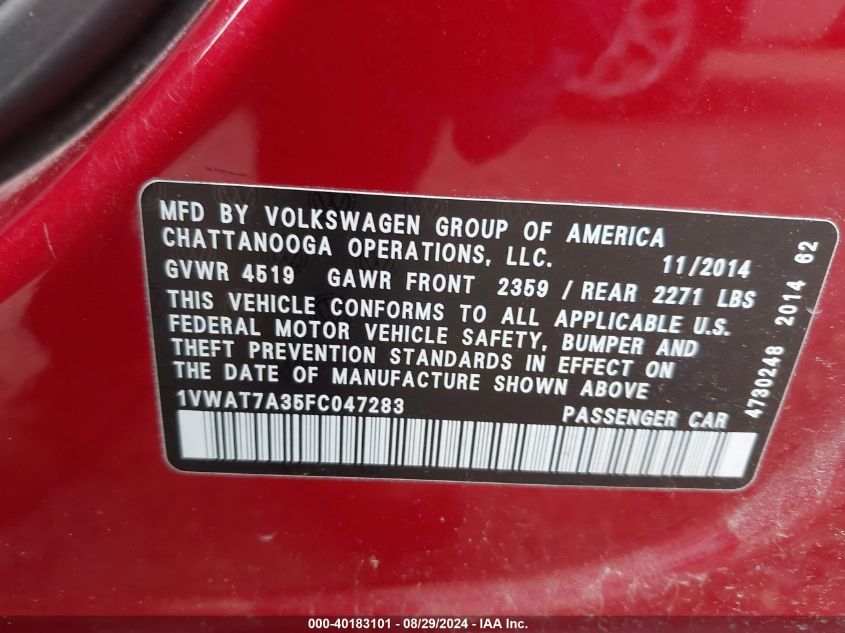 MFD BY VOLKSWAGEN GROUP OF AMERICA
CHATTANOOGA OPERATIONS, LLC. 11/2014
GVWR 4519 GAWR FRONT 2359 / REAR 2271 LBS
THIS VEHICLE CONFORMS TO ALL APPLICABLE U.S.
FEDERAL MOTOR VEHICLE SAFETY, BUMPER AND
THEFT PREVENTION STANDARDS IN EFFECT ON
THE DATE OF MANUFACTURE SHOWN ABOVE
1VWAT7A35FC047283 PASSENGER CAR
4730248 2014 62
000-40183101 - 08/29/2024 - IAA Inc.